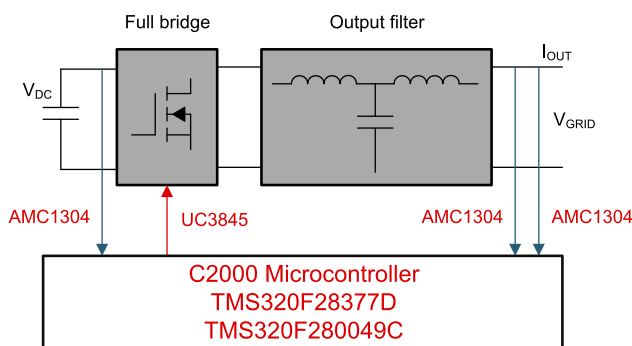 Full bridge
Output filter
IOUT
VDC
VGRID
AMC1304
UC3845
AMC1304
AMC1304
C2000 Microcontroller
TMS320F28377D
TMS320F280049C